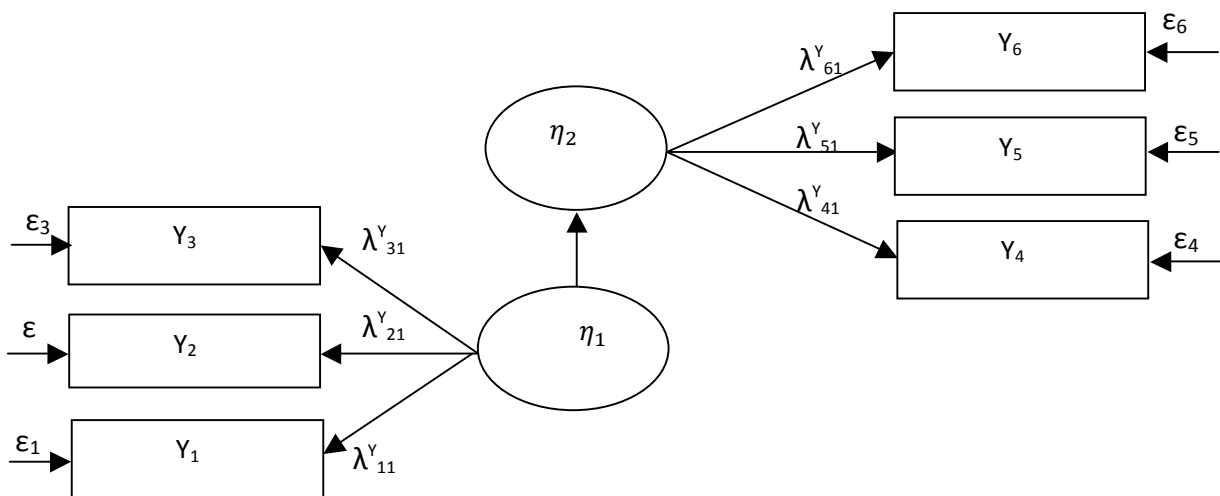 ε₆
Y₆
λʸ₆₁
η₂
λʸ₅₁
Y₅
ε₅
λʸ₄₁
ε₃
Y₃
λʸ₃₁
Y₄
ε₄
ε
Y₂
λʸ₂₁
η₁
ε₁
Y₁
λʸ₁₁